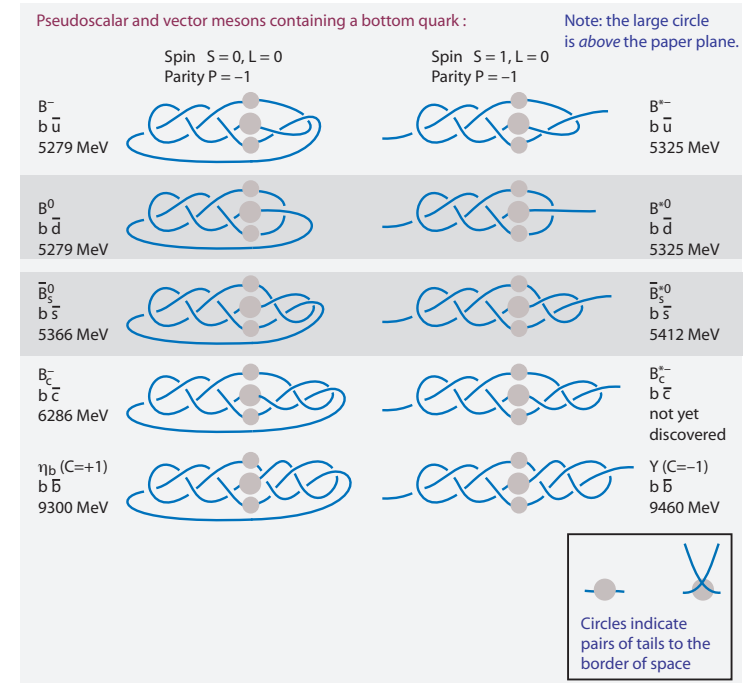 Pseudoscalar and vector mesons containing a bottom quark :
Note: the large circle
is above the paper plane.
Spin S = 0, L = 0
Parity P = –1
Spin S = 1, L = 0
Parity P = –1
B⁻
b u̅
5279 MeV
B*⁻
b u̅
5325 MeV
B⁰
b d̅
5279 MeV
B*⁰
b d̅
5325 MeV
B̅s⁰
b s̅
5366 MeV
B̅s*⁰
b s̅
5412 MeV
Bc⁻
b c̅
6286 MeV
Bc*⁻
b c̅
not yet
discovered
ηb (C=+1)
b b̅
9300 MeV
Υ (C=–1)
b b̅
9460 MeV
Circles indicate
pairs of tails to the
border of space